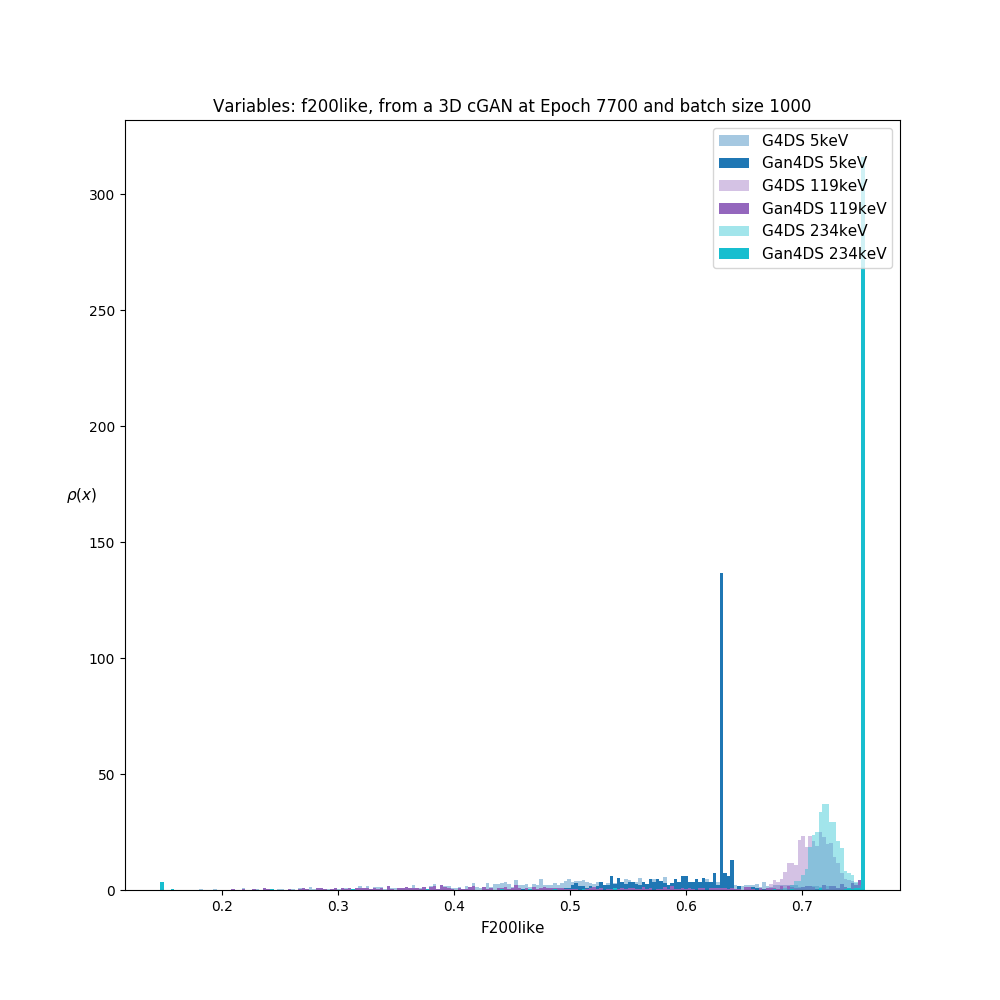 Variables: f200like, from a 3D cGAN at Epoch 7700 and batch size 1000
G4DS 5keV
Gan4DS 5keV
G4DS 119keV
Gan4DS 119keV
G4DS 234keV
Gan4DS 234keV
300
250
200
150
100
50
0
ρ(x)
0.2 0.3 0.4 0.5 0.6 0.7
F200like